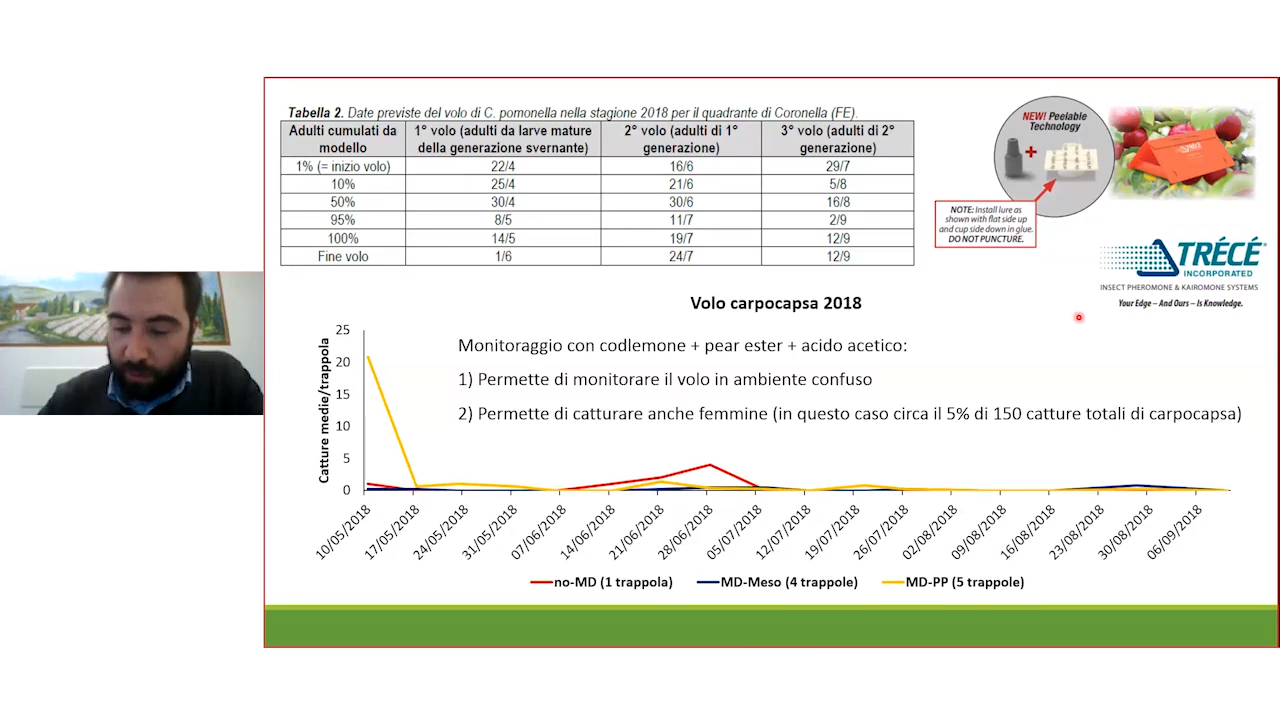 Tabella 2. Date previste del volo di C. pomonella nella stagione 2018 per il quadrante di Coronella (FE).
Adulti cumulati da modello 1° volo (adulti da larve mature della generazione svernante) 2° volo (adulti di 1° generazione) 3° volo (adulti di 2° generazione)
1% (= inizio volo) 22/4 16/6 29/7
10% 25/4 21/6 5/8
50% 30/4 30/6 16/8
95% 8/5 11/7 2/9
100% 14/5 19/7 12/9
Fine volo 1/6 24/7 12/9
NEW! Peelable
Technology
+
NOTE: Install lure as
shown with flat side up
and cup side down in glue.
DO NOT PUNCTURE.
TRÉCÉ
TRÉCÉ®
INCORPORATED
INSECT PHEROMONE & KAIROMONE SYSTEMS
Your Edge – And Ours – Is Knowledge.
Volo carpocapsa 2018
Monitoraggio con codlemone + pear ester + acido acetico:
1) Permette di monitorare il volo in ambiente confuso
2) Permette di catturare anche femmine (in questo caso circa il 5% di 150 catture totali di carpocapsa)
Catture medie/trappola
25
20
15
10
5
0
10/05/2018
17/05/2018
24/05/2018
31/05/2018
07/06/2018
14/06/2018
21/06/2018
28/06/2018
05/07/2018
12/07/2018
19/07/2018
26/07/2018
02/08/2018
09/08/2018
16/08/2018
23/08/2018
30/08/2018
06/09/2018
no-MD (1 trappola) MD-Meso (4 trappole) MD-PP (5 trappole)